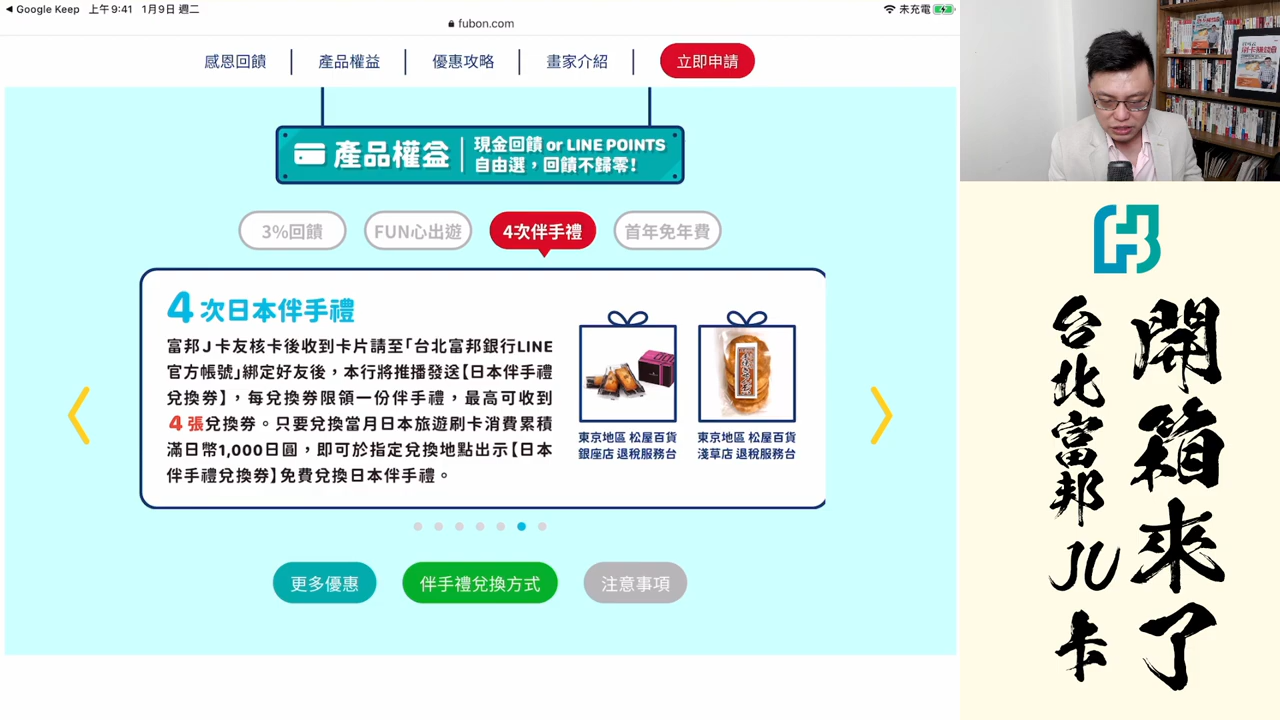 Google Keep 上午9:41 1月9日 週二
未充電
fubon.com
感恩回饋
產品權益
優惠攻略
畫家介紹
立即申請
產品權益
現金回饋 or LINE POINTS
自由選，回饋不歸零!
3%回饋
FUN心出遊
4次伴手禮
首年免年費
4次日本伴手禮
富邦J卡友核卡後收到卡片請至「台北富邦銀行LINE
官方帳號」綁定好友後，本行將推播發送【日本伴手禮
兌換券】，每兌換券限領一份伴手禮，最高可收到
4張兌換券。只要兌換當月日本旅遊刷卡消費累積
滿日幣1,000日圓，即可於指定兌換地點出示【日本
伴手禮兌換券】免費兌換日本伴手禮。
東京地區 松屋百貨
銀座店 退稅服務台
東京地區 松屋百貨
淺草店 退稅服務台
更多優惠
伴手禮兌換方式
注意事項
開箱來了
台北富邦JU卡